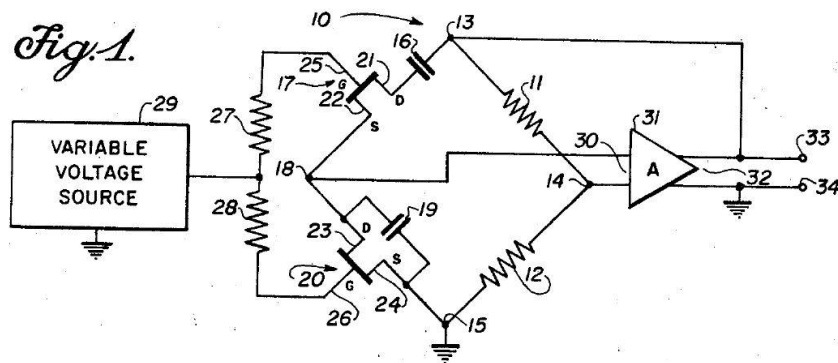 Fig. 1.
10
13
16
21
25
17
G
D
22
S
11
29
27
VARIABLE
VOLTAGE
SOURCE
31
30
A
33
18
14
32
34
28
19
D
23
S
20
G
24
12
26
15